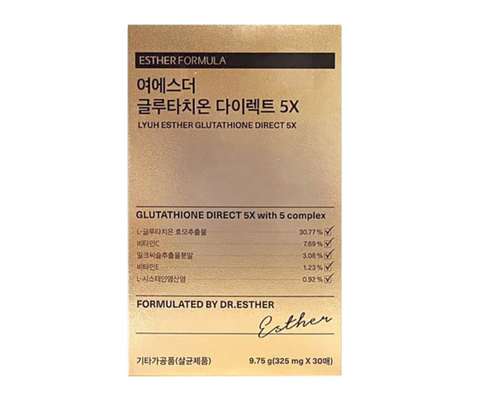 ESTHER FORMULA
여에스더
글루타치온 다이렉트 5X
LYUH ESTHER GLUTATHIONE DIRECT 5X
GLUTATHIONE DIRECT 5X with 5 complex
L-글루타치온 효모추출물 30.77 %
비타민C 7.69 %
밀크씨슬추출물분말 3.08 %
비타민E 1.23 %
L-시스테인염산염 0.92 %
FORMULATED BY DR.ESTHER
Esther
기타가공품(살균제품) 9.75 g(325 mg X 30매)